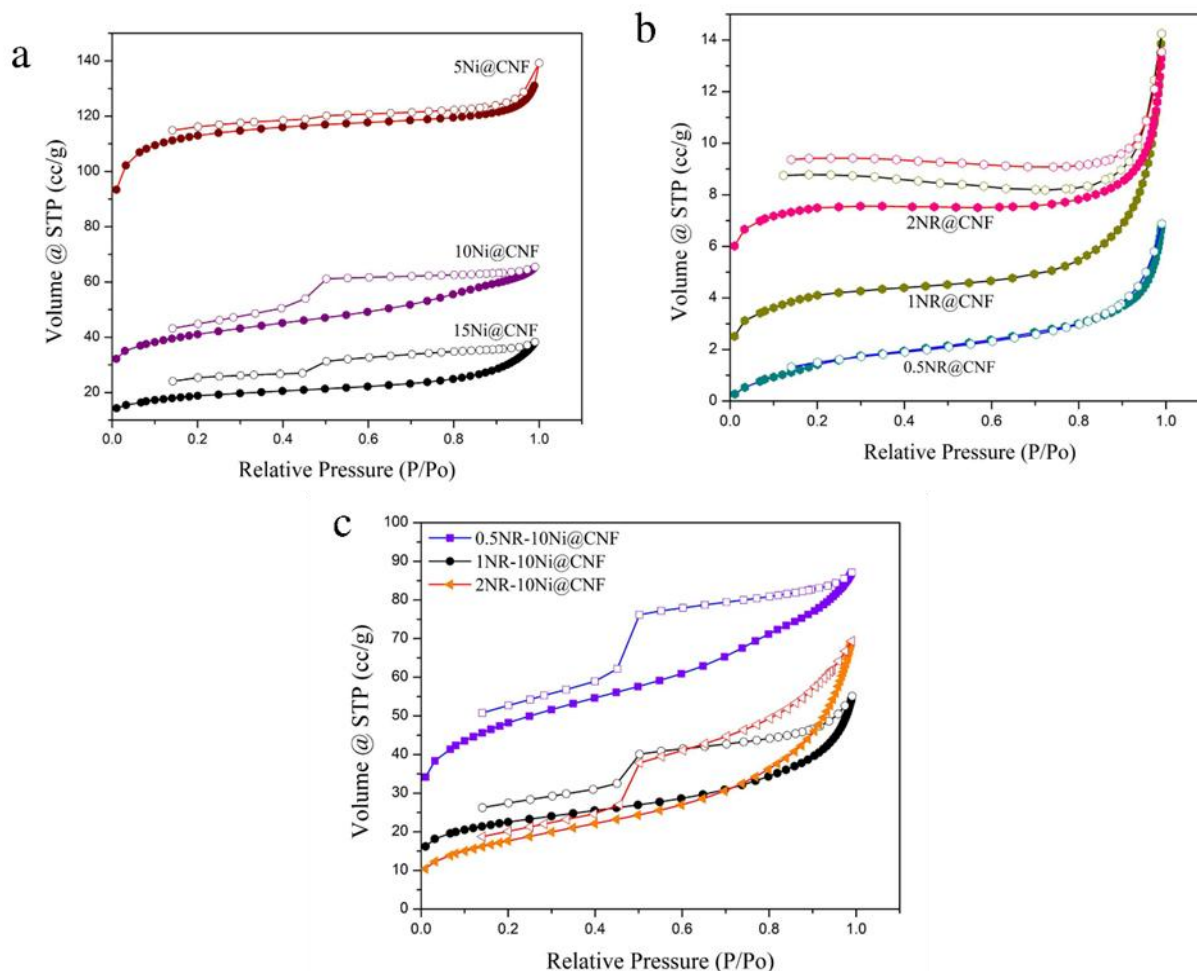 a
140
120
100
80
60
40
20
5Ni@CNF
10Ni@CNF
15Ni@CNF
Volume @ STP (cc/g)
0.0 0.2 0.4 0.6 0.8 1.0
Relative Pressure (P/Po)
b
14
12
10
8
6
4
2
0
2NR@CNF
1NR@CNF
0.5NR@CNF
Volume @ STP (cc/g)
0.0 0.2 0.4 0.6 0.8 1.0
Relative Pressure (P/Po)
c
100
90
80
70
60
50
40
30
20
10
0
0.5NR-10Ni@CNF
1NR-10Ni@CNF
2NR-10Ni@CNF
Volume @ STP (cc/g)
0.0 0.2 0.4 0.6 0.8 1.0
Relative Pressure (P/Po)